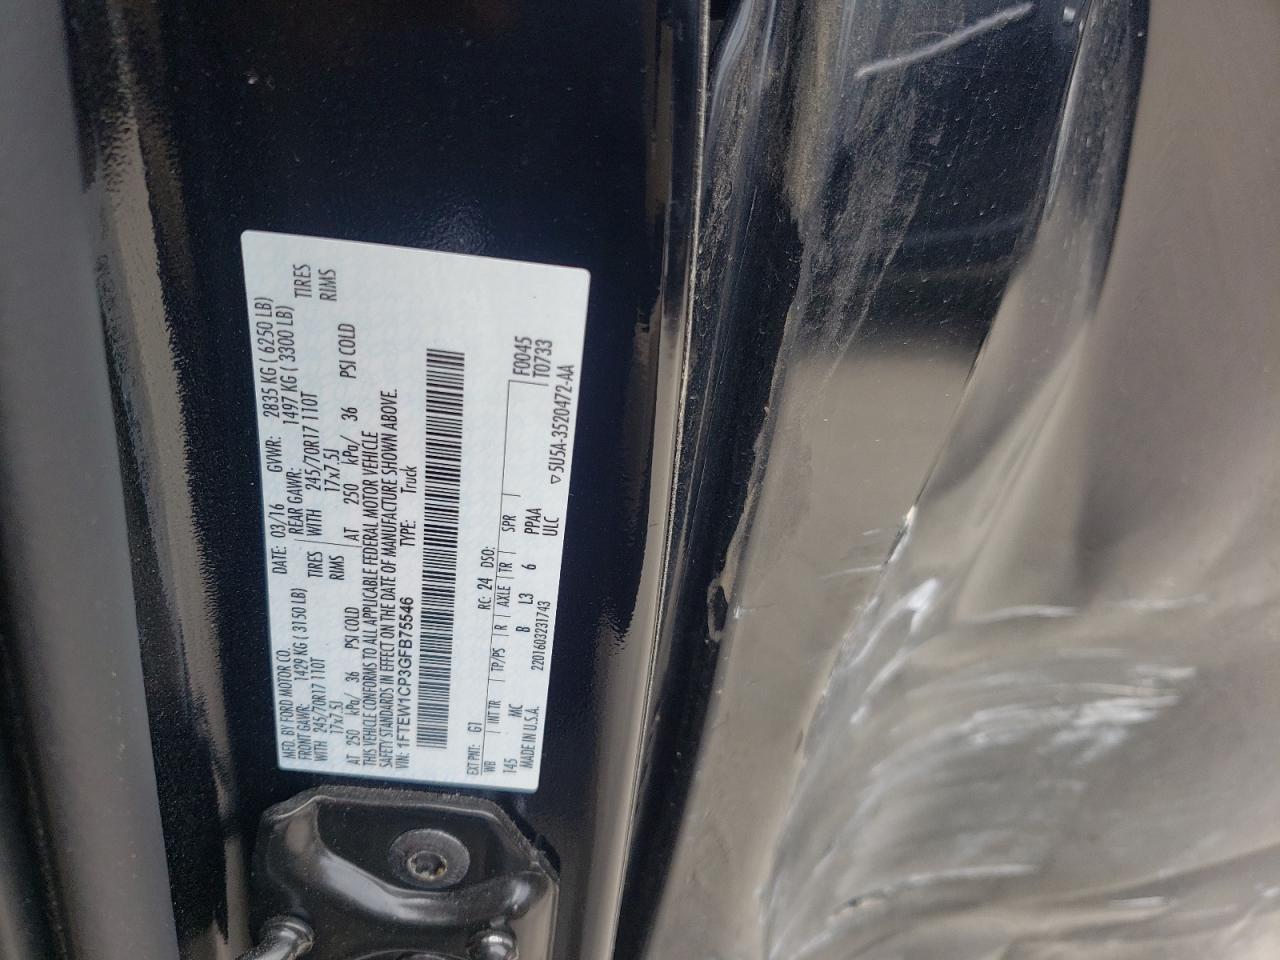 MFD. BY FORD MOTOR CO.
DATE: 03/16 GVWR: 2835 KG ( 6250 LB)
FRONT GAWR: 1429 KG ( 3150 LB) REAR GAWR: 1497 KG ( 3300 LB)
WITH 245/70R17 110T TIRES WITH 245/70R17 110T TIRES
17x7.5J RIMS 17x7.5J RIMS
AT 250 kPa/ 36 PSI COLD AT 250 kPa/ 36 PSI COLD
THIS VEHICLE CONFORMS TO ALL APPLICABLE FEDERAL MOTOR VEHICLE
SAFETY STANDARDS IN EFFECT ON THE DATE OF MANUFACTURE SHOWN ABOVE.
VIN: 1FTEW1CP3GFB75546 TYPE: Truck
EXT PNT: G1 RC: 24 DSO: F0045
WB INT TR TP/PS R AXLE TR SPR T0733
145 MC B L3 6 PPAA
MADE IN U.S.A. 2201603231743 ULC ▽5U5A-3520472-AA